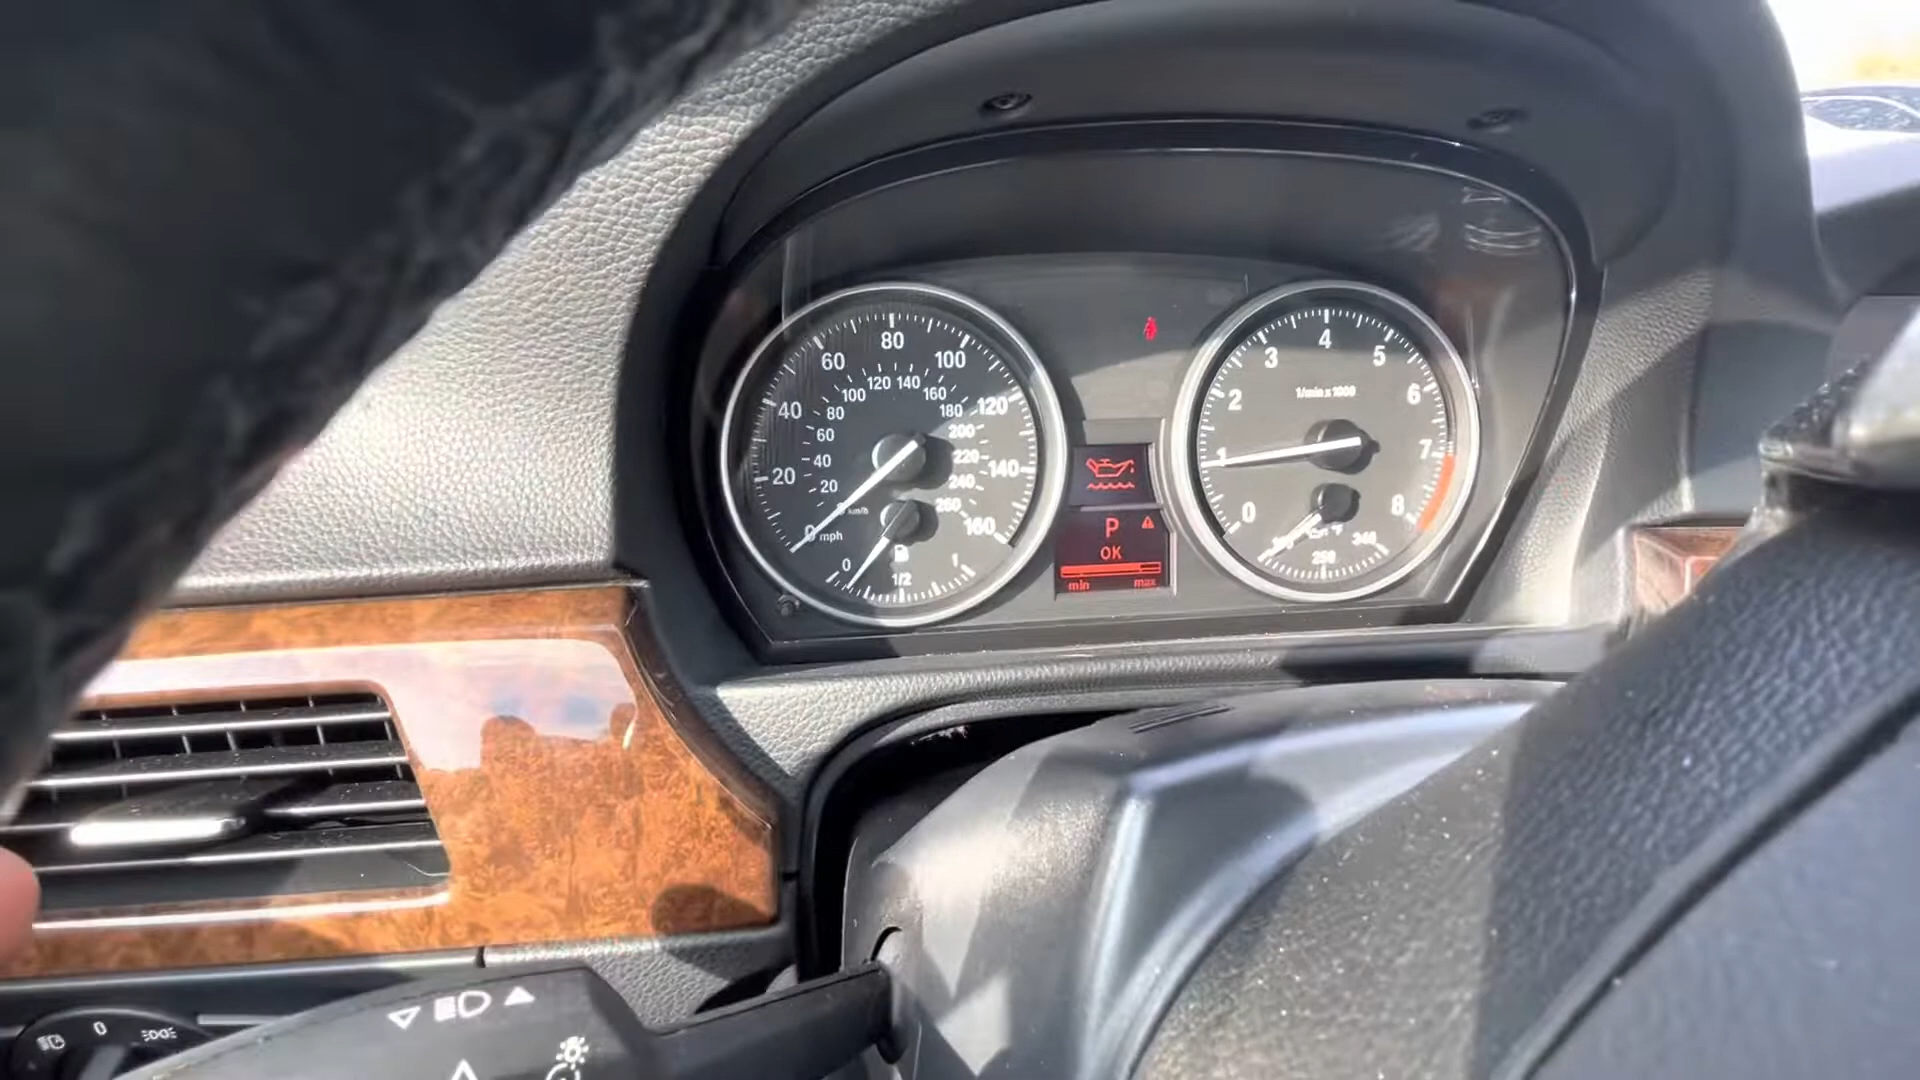 80
60 100
120 140
100 160
40 80 180 120
60 200
20 40 220 140
20 240
km/h 260 160
0 mph
0 1/2 1
P
OK
min max
4
3 5
1/min x 1000
2 6
1 7
0 8
250 340
0